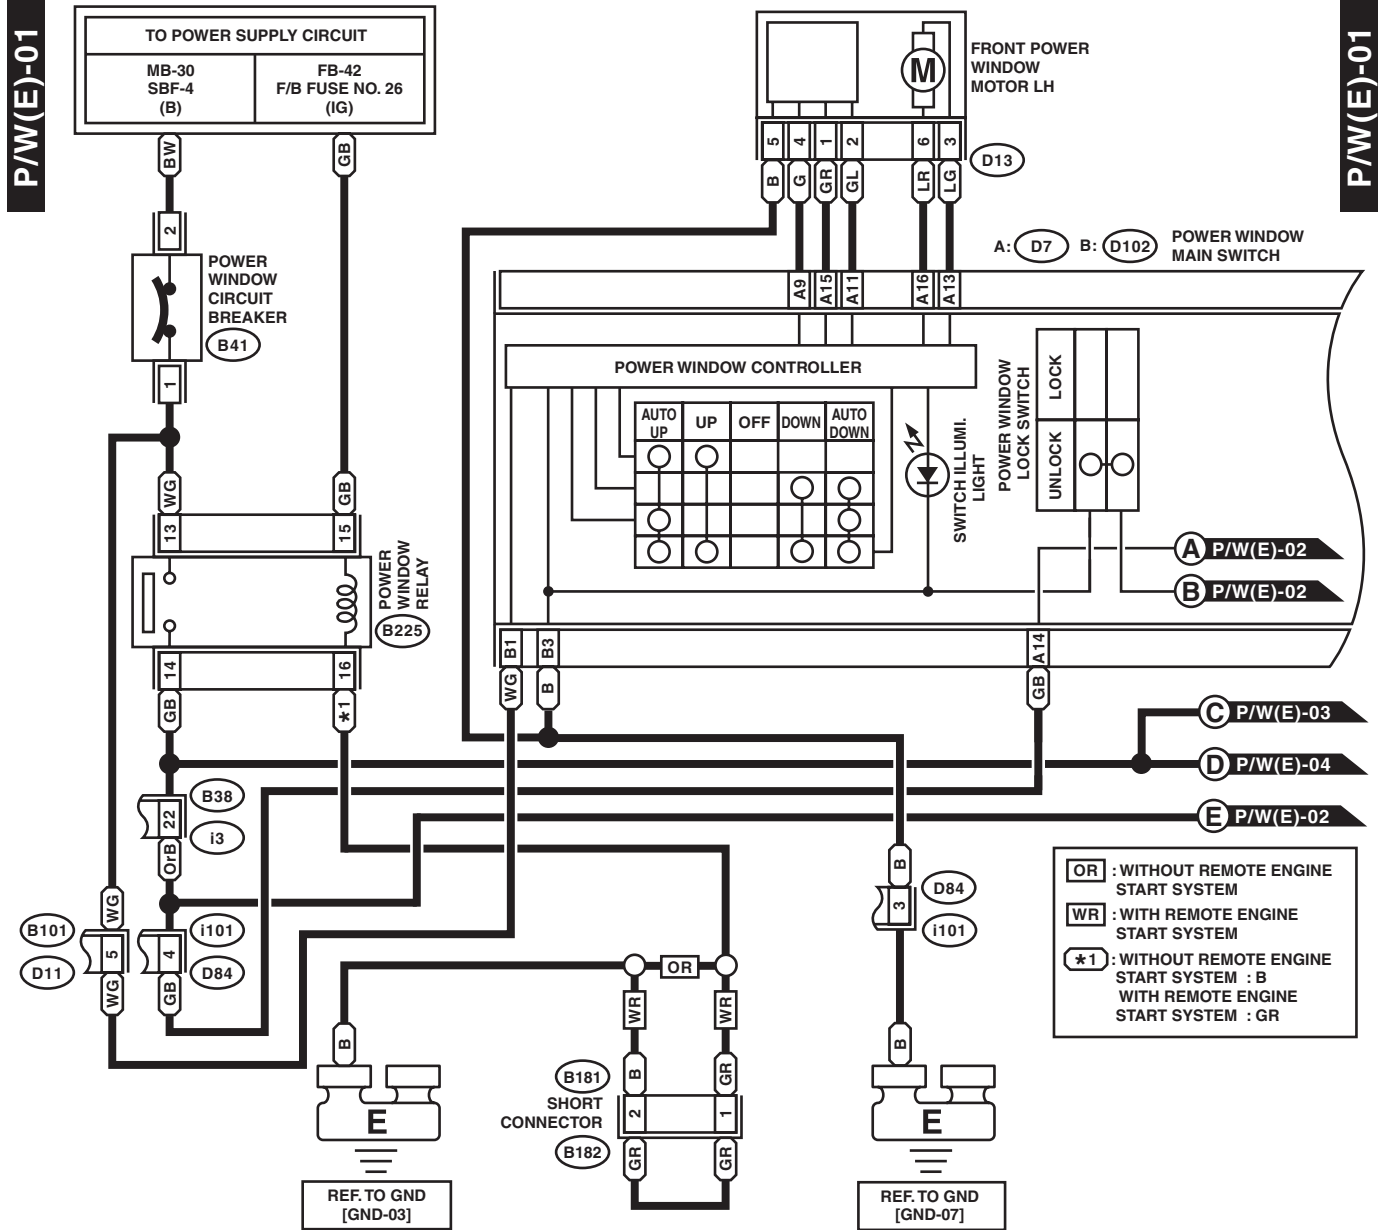 P/W(E)-01
P/W(E)-01
TO POWER SUPPLY CIRCUIT
MB-30
SBF-4
(B)
FB-42
F/B FUSE NO. 26
(IG)
BW
GB
2
POWER
WINDOW
CIRCUIT
BREAKER
B41
1
WG
GB
13
15
POWER
WINDOW
RELAY
B225
14
16
GB
*1
B38
22
i3
OrB
WG
B101
5
D11
WG
i101
4
D84
GB
M
FRONT POWER
WINDOW
MOTOR LH
5
4
1
2
6
3
D13
B
G
GR
GL
LR
LG
A: D7 B: D102
POWER WINDOW
MAIN SWITCH
A9
A15
A11
A16
A13
POWER WINDOW CONTROLLER
AUTO
UP
UP
OFF
DOWN
AUTO
DOWN
SWITCH ILLUMI.
LIGHT
POWER WINDOW
LOCK SWITCH
LOCK
UNLOCK
A P/W(E)-02
B P/W(E)-02
B1
B3
A14
WG
B
GB
C P/W(E)-03
D P/W(E)-04
E P/W(E)-02
B
D84
3
i101
B
E
REF. TO GND
[GND-07]
OR
WR
WR
B
GR
B181
SHORT
CONNECTOR
B182
2
1
GR
GR
B
E
REF. TO GND
[GND-03]
OR : WITHOUT REMOTE ENGINE
START SYSTEM
WR : WITH REMOTE ENGINE
START SYSTEM
*1 : WITHOUT REMOTE ENGINE
START SYSTEM : B
WITH REMOTE ENGINE
START SYSTEM : GR